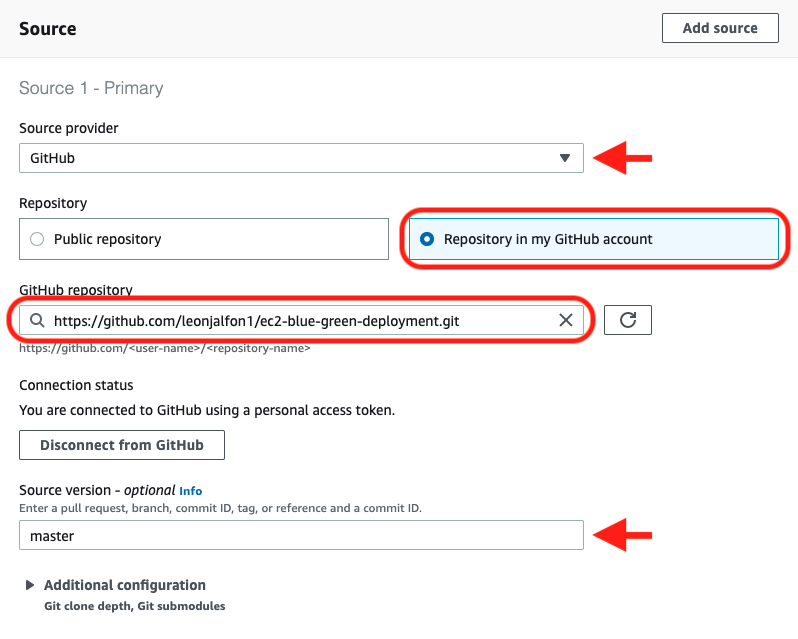 Source
Add source
Source 1 - Primary
Source provider
GitHub
Repository
Public repository
Repository in my GitHub account
GitHub repository
https://github.com/leonjalfon1/ec2-blue-green-deployment.git
https://github.com/<user-name>/<repository-name>
Connection status
You are connected to GitHub using a personal access token.
Disconnect from GitHub
Source version - optional Info
Enter a pull request, branch, commit ID, tag, or reference and a commit ID.
master
Additional configuration
Git clone depth, Git submodules